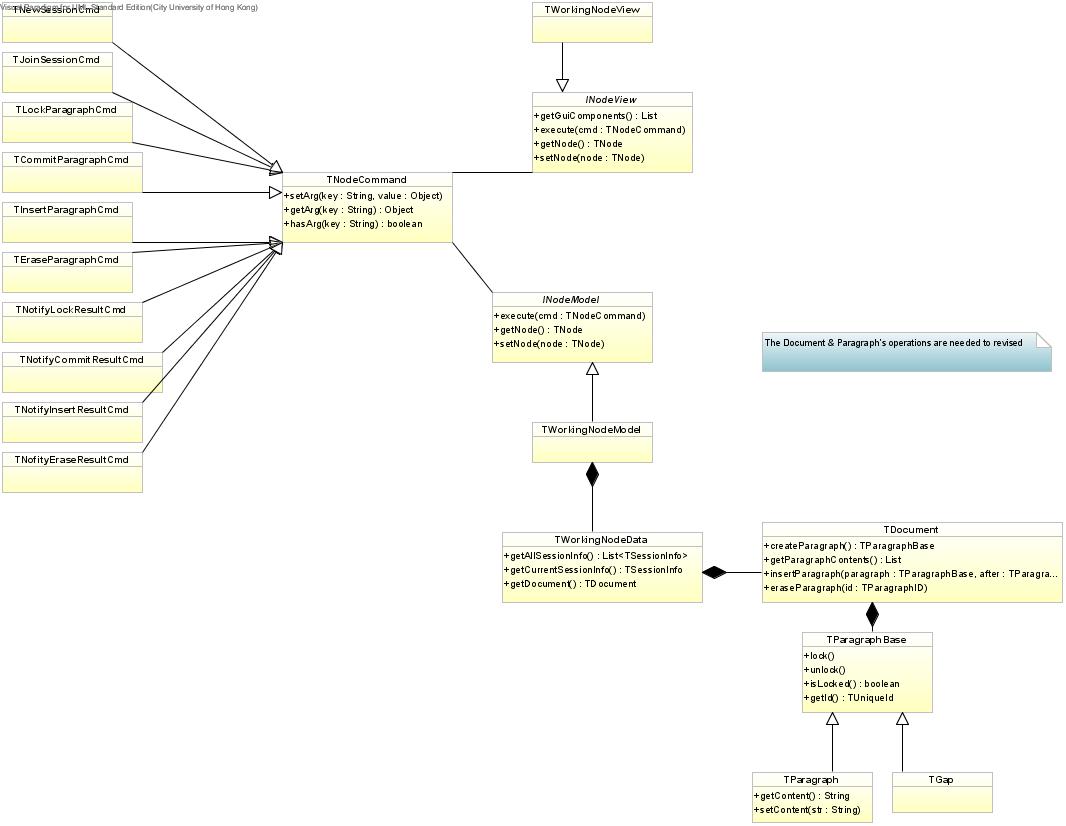 Visual Paradigm for UML Standard Edition(City University of Hong Kong)
TNewSessionCmd
TJoinSessionCmd
TLockParagraphCmd
TCommitParagraphCmd
TInsertParagraphCmd
TEraseParagraphCmd
TNotifyLockResultCmd
TNotifyCommitResultCmd
TNotifyInsertResultCmd
TNofityEraseResultCmd
TNodeCommand
+setArg(key : String, value : Object)
+getArg(key : String) : Object
+hasArg(key : String) : boolean
TWorkingNodeView
INodeView
+getGuiComponents() : List
+execute(cmd : TNodeCommand)
+getNode() : TNode
+setNode(node : TNode)
INodeModel
+execute(cmd : TNodeCommand)
+getNode() : TNode
+setNode(node : TNode)
The Document & Paragraph's operations are needed to revised
TWorkingNodeModel
TWorkingNodeData
+getAllSessionInfo() : List<TSessionInfo>
+getCurrentSessionInfo() : TSessionInfo
+getDocument() : TDocument
TDocument
+createParagraph() : TParagraphBase
+getParagraphContents() : List
+insertParagraph(paragraph : TParagraphBase, after : TParagra...
+eraseParagraph(id : TParagraphID)
TParagraphBase
+lock()
+unlock()
+isLocked() : boolean
+getId() : TUniqueId
TParagraph
+getContent() : String
+setContent(str : String)
TGap